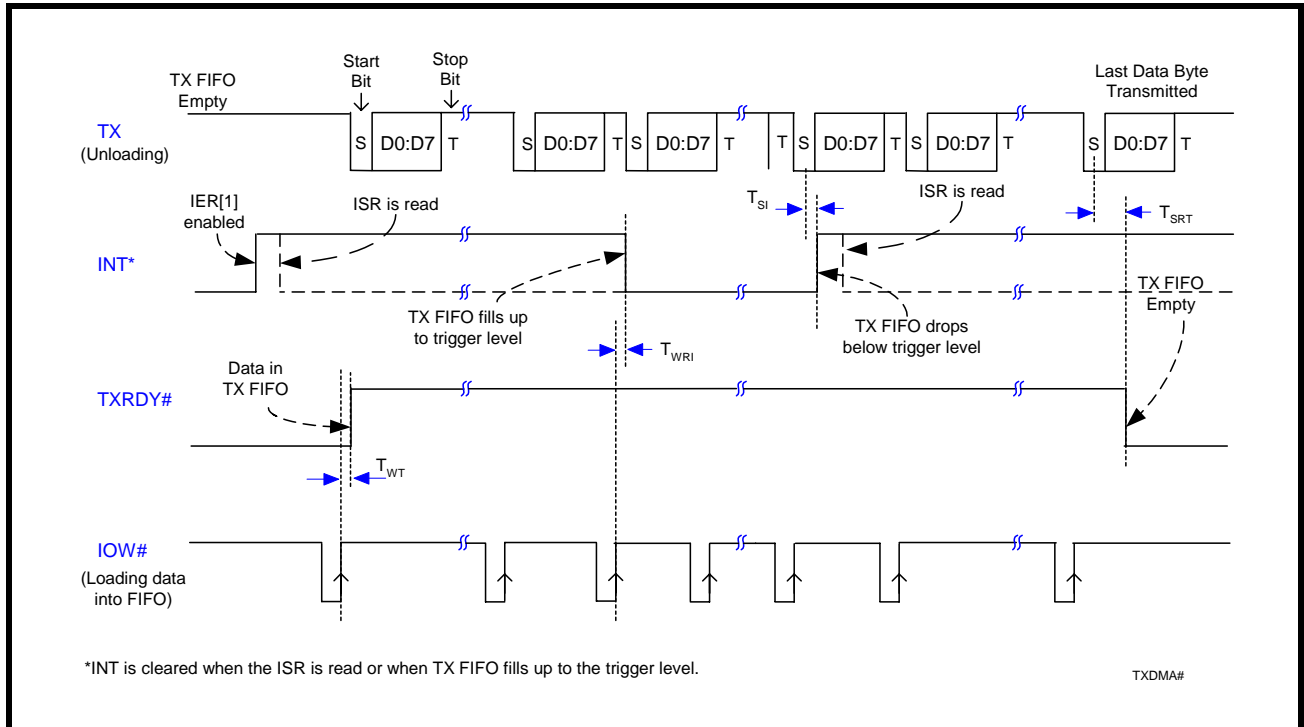 Start
Bit
Stop
Bit
TX FIFO
Empty
Last Data Byte
Transmitted
TX
(Unloading)
S D0:D7 T
S D0:D7 T
S D0:D7 T
T S D0:D7 T
S D0:D7 T
S D0:D7 T
IER[1]
enabled
ISR is read
TSI
ISR is read
TSRT
INT*
TX FIFO fills up
to trigger level
TX FIFO drops
below trigger level
TX FIFO
Empty
TWRI
Data in
TX FIFO
TXRDY#
TWT
IOW#
(Loading data
into FIFO)
*INT is cleared when the ISR is read or when TX FIFO fills up to the trigger level.
TXDMA#